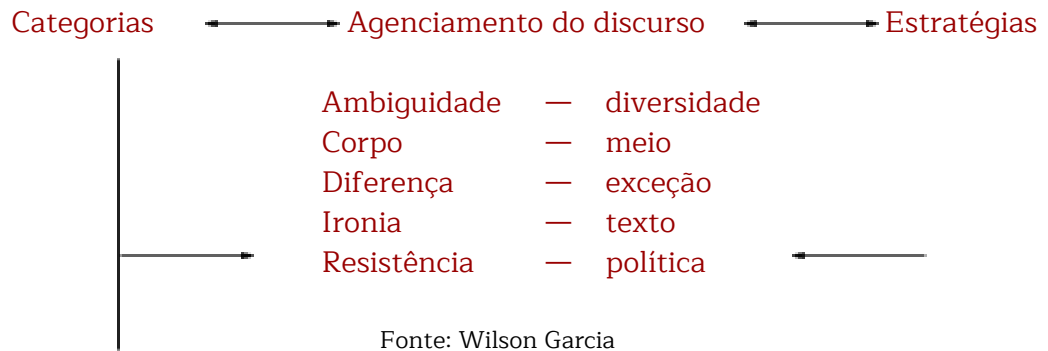 Categorias Agenciamento do discurso Estratégias
Ambiguidade — diversidade
Corpo — meio
Diferença — exceção
Ironia — texto
Resistência — política
Fonte: Wilson Garcia